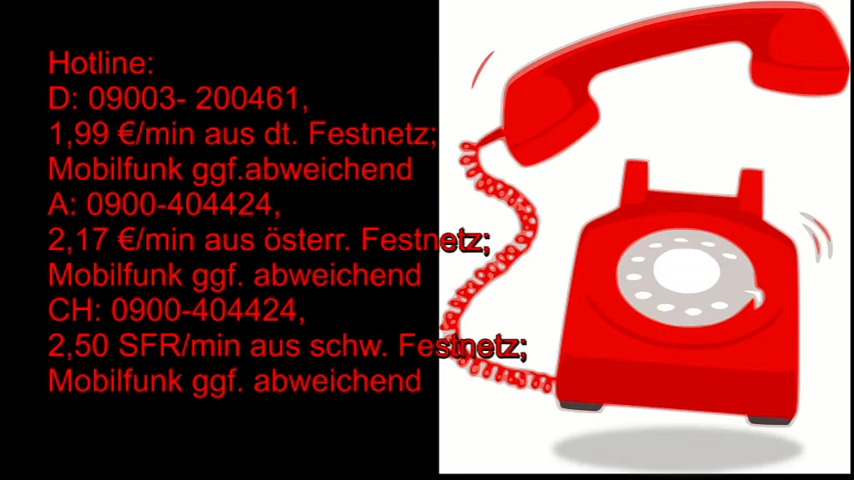 Hotline:
D: 09003- 200461,
1,99 €/min aus dt. Festnetz;
Mobilfunk ggf.abweichend
A: 0900-404424,
2,17 €/min aus österr. Festnetz;
Mobilfunk ggf. abweichend
CH: 0900-404424,
2,50 SFR/min aus schw. Festnetz;
Mobilfunk ggf. abweichend